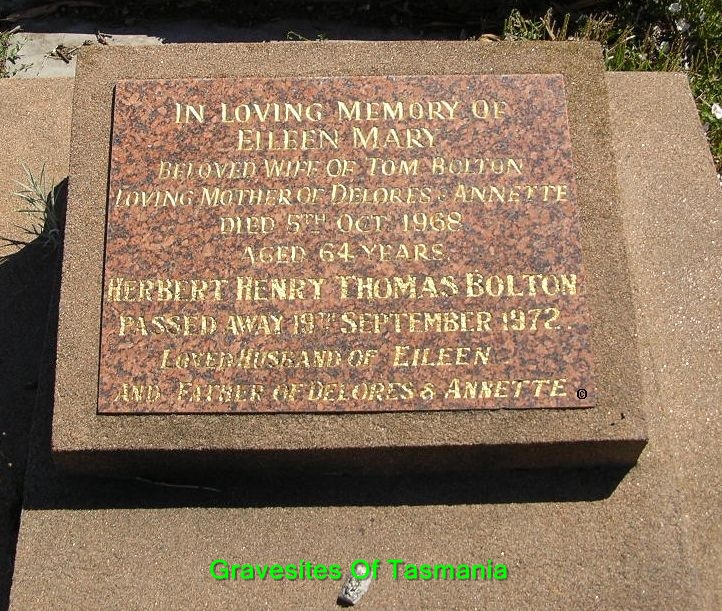 IN LOVING MEMORY OF
EILEEN MARY
BELOVED WIFE OF TOM BOLTON
LOVING MOTHER OF DELORES & ANNETTE
DIED 5TH OCT. 1968
AGED 64 YEARS.
HERBERT HENRY THOMAS BOLTON
PASSED AWAY 19TH SEPTEMBER 1972.
LOVED HUSBAND OF EILEEN
AND FATHER OF DELORES & ANNETTE
Gravesites Of Tasmania